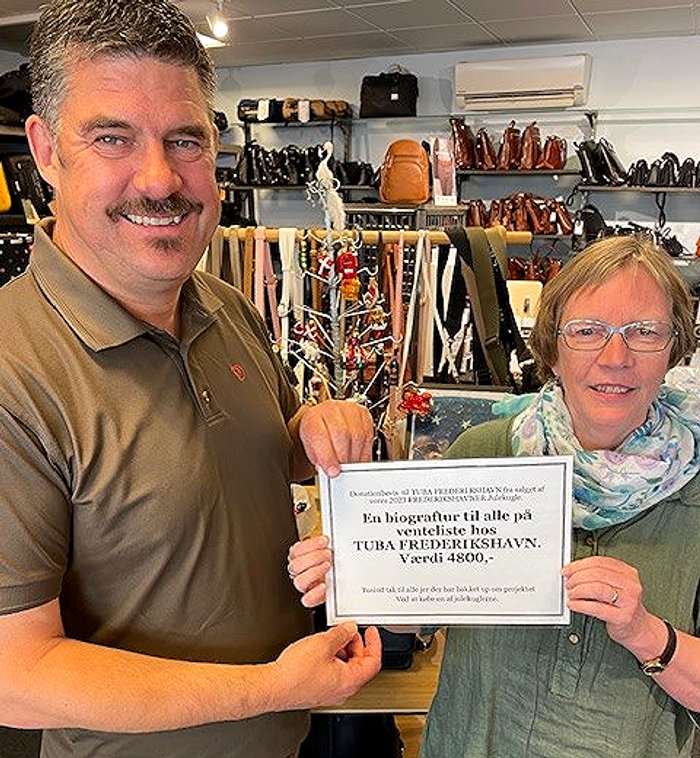 Donationbevis til TUBA FREDERIKSHAVN fra salget af
vores 2023 FREDERIKSHAVNER Julekugle.
En biograftur til alle på
venteliste hos
TUBA FREDERIKSHAVN.
Værdi 4800,-
Tusind tak til alle jer der har bakket op om projektet
Ved at købe en af julekuglerne.